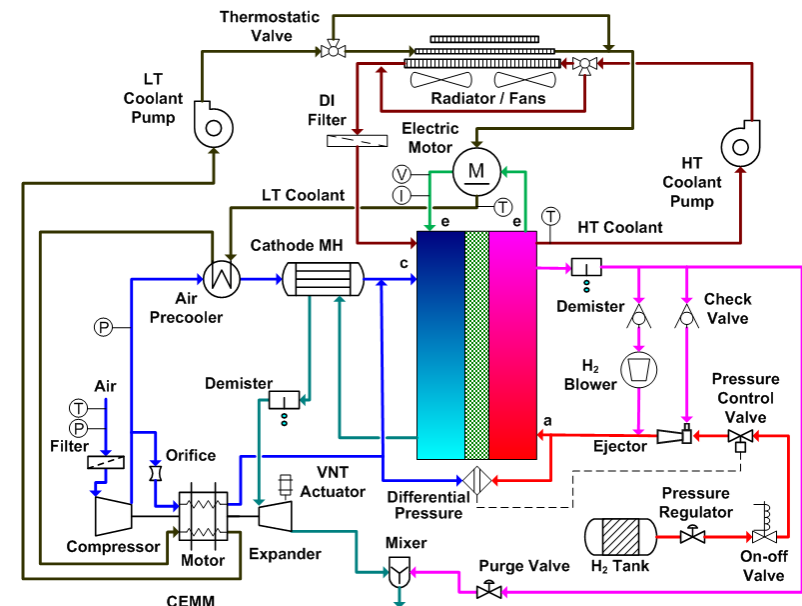 Thermostatic
Valve
LT
Coolant
Pump
DI
Filter
Radiator / Fans
Electric
Motor
HT
Coolant
Pump
V
I
M
T
LT Coolant
e
e
T
HT Coolant
Cathode MH
c
Air
Precooler
Demister
Check
Valve
P
H2
Blower
Pressure
Control
Valve
Air
T
P
Filter
Demister
a
Ejector
Orifice
VNT
Actuator
Differential
Pressure
Pressure
Regulator
Compressor
Motor
Expander
Mixer
H2 Tank
On-off
Valve
Purge Valve
CEMM